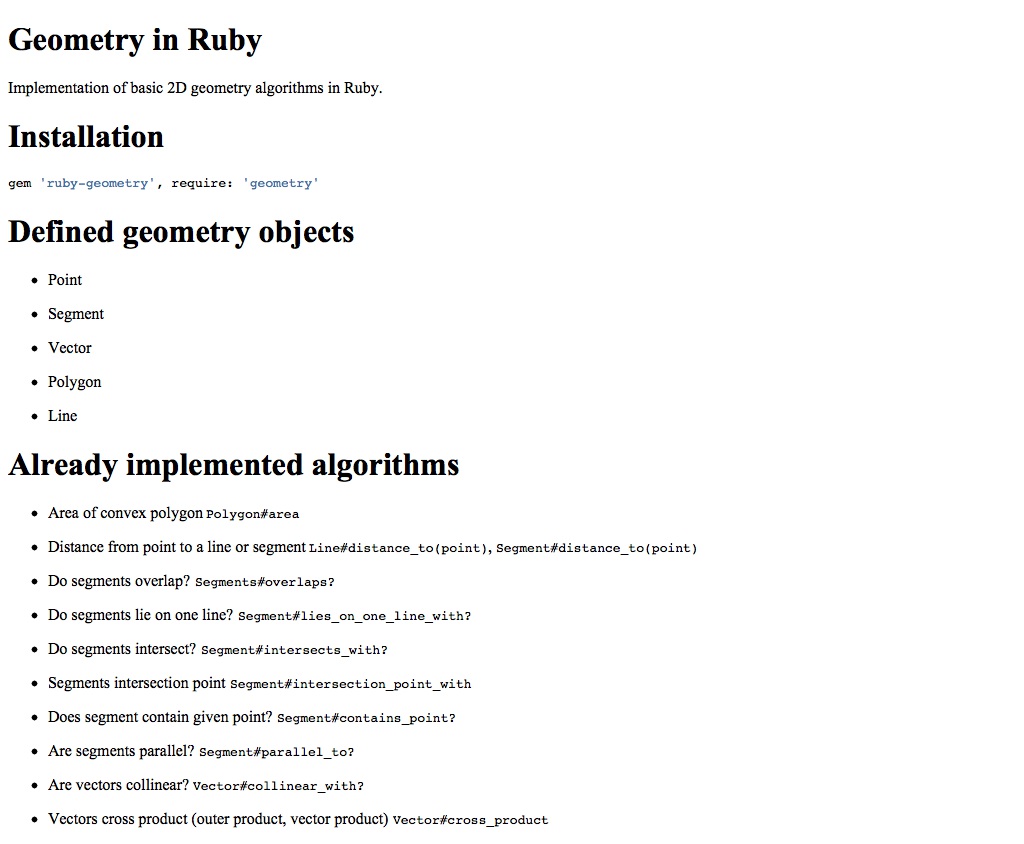 Geometry in Ruby
Implementation of basic 2D geometry algorithms in Ruby.
Installation
gem 'ruby-geometry', require: 'geometry'
Defined geometry objects
• Point
• Segment
• Vector
• Polygon
• Line
Already implemented algorithms
• Area of convex polygon Polygon#area
• Distance from point to a line or segment Line#distance_to(point), Segment#distance_to(point)
• Do segments overlap? Segments#overlaps?
• Do segments lie on one line? Segment#lies_on_one_line_with?
• Do segments intersect? Segment#intersects_with?
• Segments intersection point Segment#intersection_point_with
• Does segment contain given point? Segment#contains_point?
• Are segments parallel? Segment#parallel_to?
• Are vectors collinear? Vector#collinear_with?
• Vectors cross product (outer product, vector product) Vector#cross_product